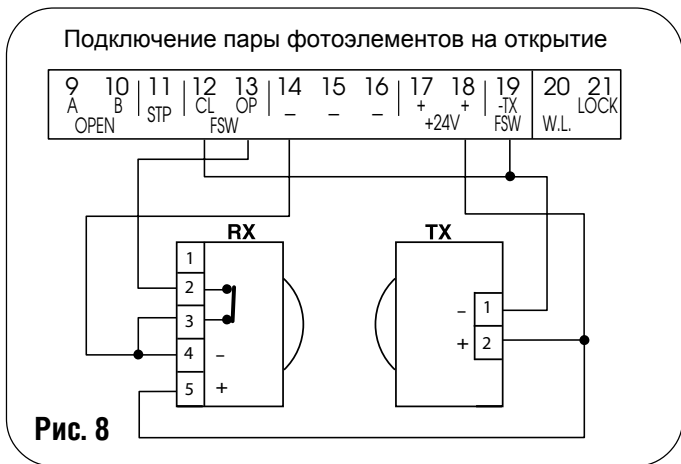 Подключение пары фотоэлементов на открытие
9 10 11 12 13 14 15 16 17 18 19 20 21
A B STP CL OP – – – + + -TX LOCK
OPEN FSW +24V FSW W.L.
RX TX
1
2
3
4 –
5 +
– 1
+ 2
Рис. 8